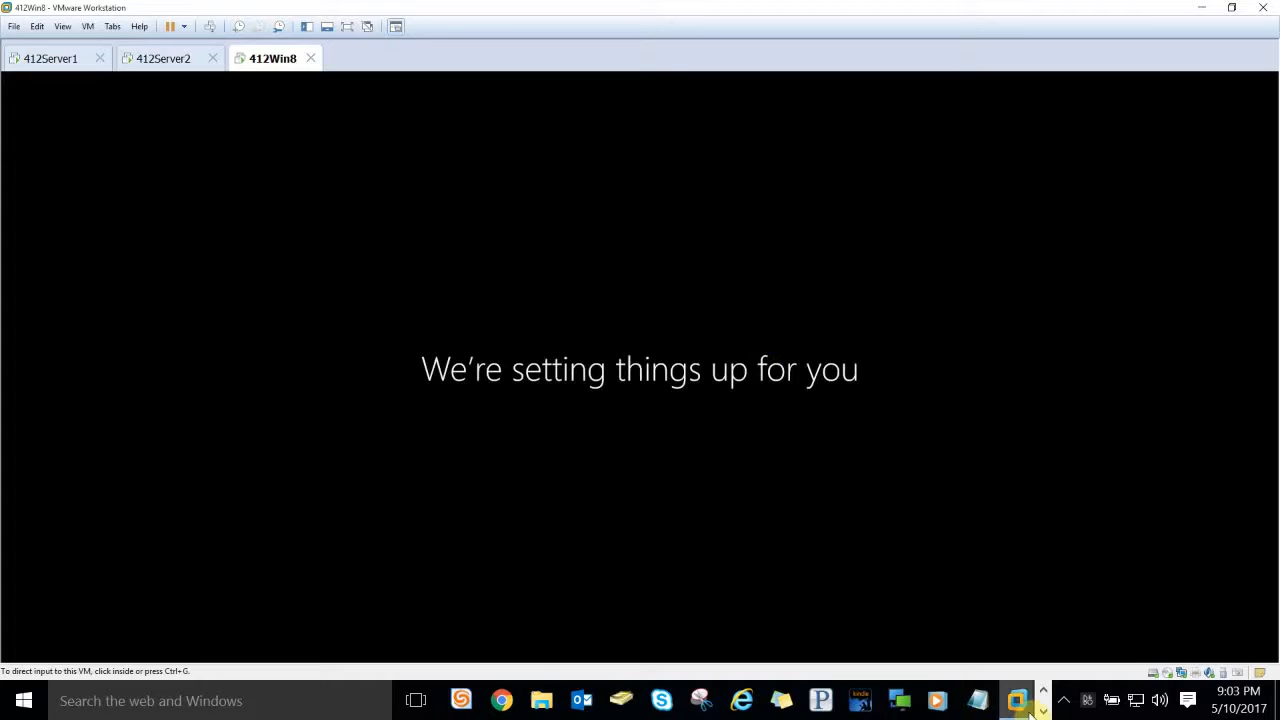 412Win8 - VMware Workstation
File Edit View VM Tabs Help
412Server1 412Server2 412Win8
We're setting things up for you
To direct input to this VM, click inside or press Ctrl+G.
Search the web and Windows
kindle
9:03 PM
5/10/2017